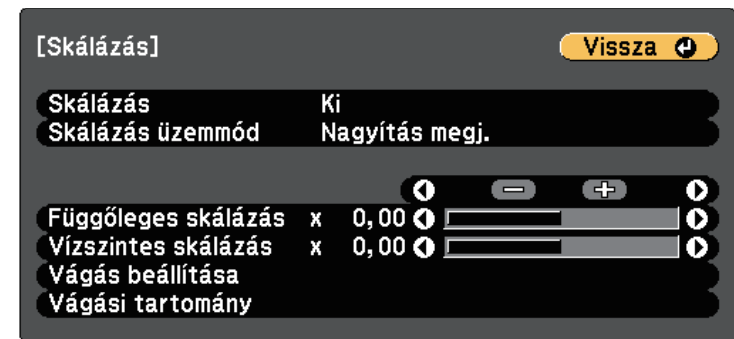 [Skálázás] Vissza
Skálázás Ki
Skálázás üzemmód Nagyítás megj.
− +
Függőleges skálázás x 0,00
Vízszintes skálázás x 0,00
Vágás beállítása
Vágási tartomány